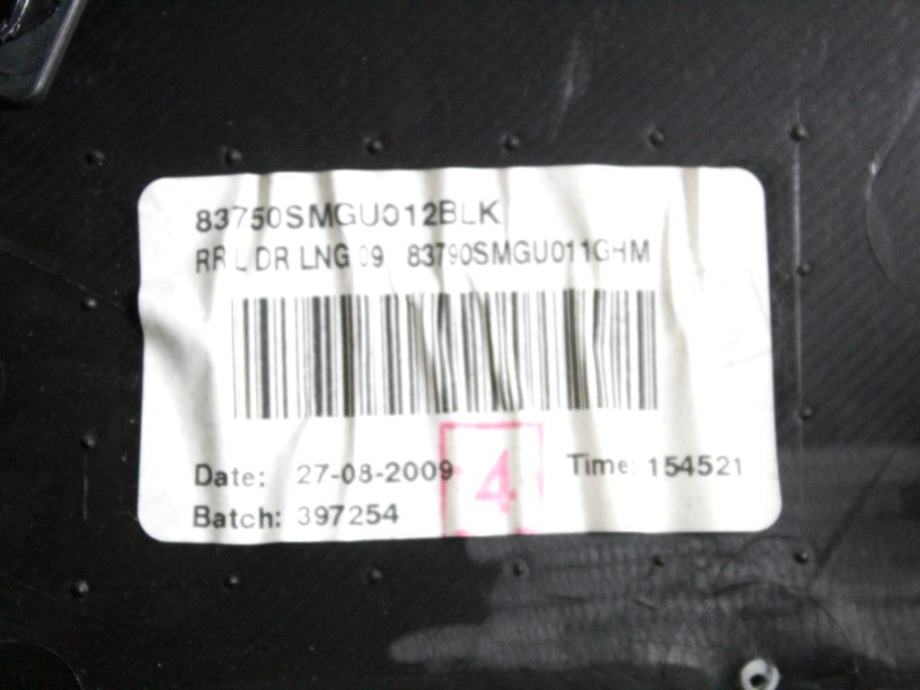 83750SMGU012BLK
RR L DR LNG 09 83790SMGU011GHM
Date: 27-08-2009
4
Time: 154521
Batch: 397254